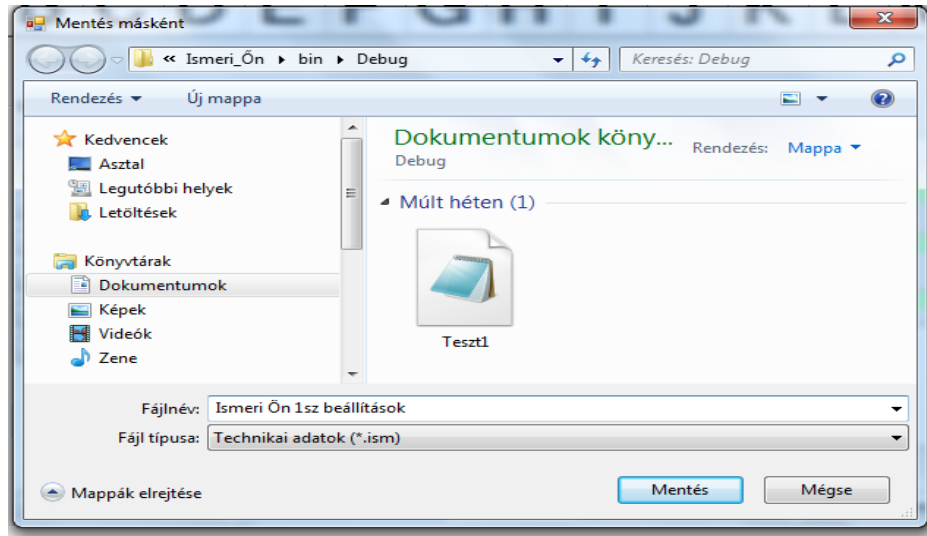 Mentés másként
« Ismeri_Őn ▸ bin ▸ Debug
Keresés: Debug
Rendezés
Új mappa
Kedvencek
Asztal
Legutóbbi helyek
Letöltések
Könyvtárak
Dokumentumok
Képek
Videók
Zene
Dokumentumok köny...
Debug
Rendezés: Mappa
Múlt héten (1)
Teszt1
Fájlnév: Ismeri Ön 1sz beállítások
Fájl típusa: Technikai adatok (*.ism)
Mappák elrejtése
Mentés
Mégse